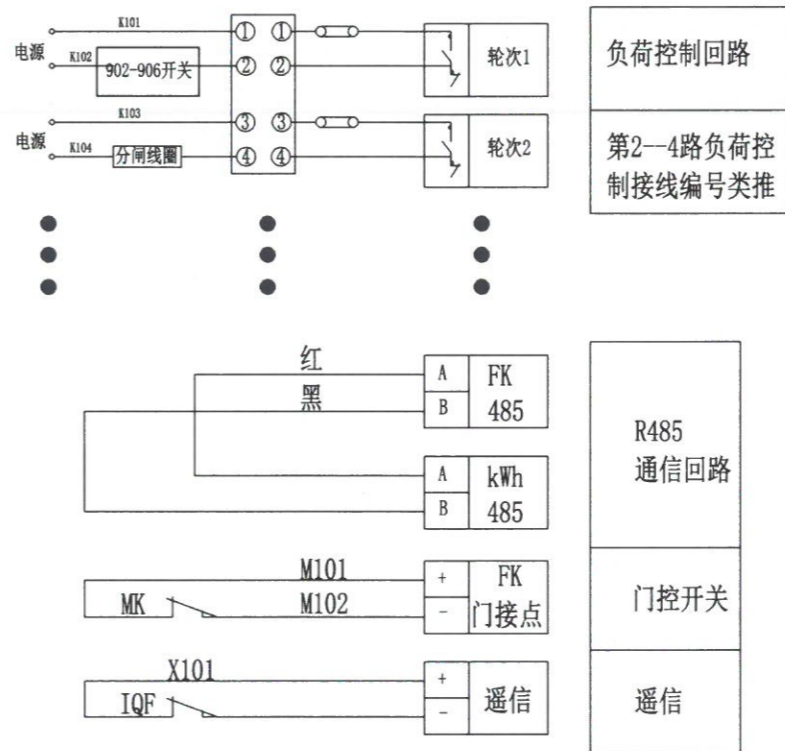 K101
① ①
电源
K102
902-906开关
② ②
轮次1
负荷控制回路
K103
③ ③
电源
K104
分闸线圈
④ ④
轮次2
第2--4路负荷控
制接线编号类推
红
A
FK
黑
B
485
R485
通信回路
A
kWh
B
485
M101
+
FK
MK
M102
-
门接点
门控开关
X101
+
IQF
-
遥信
遥信